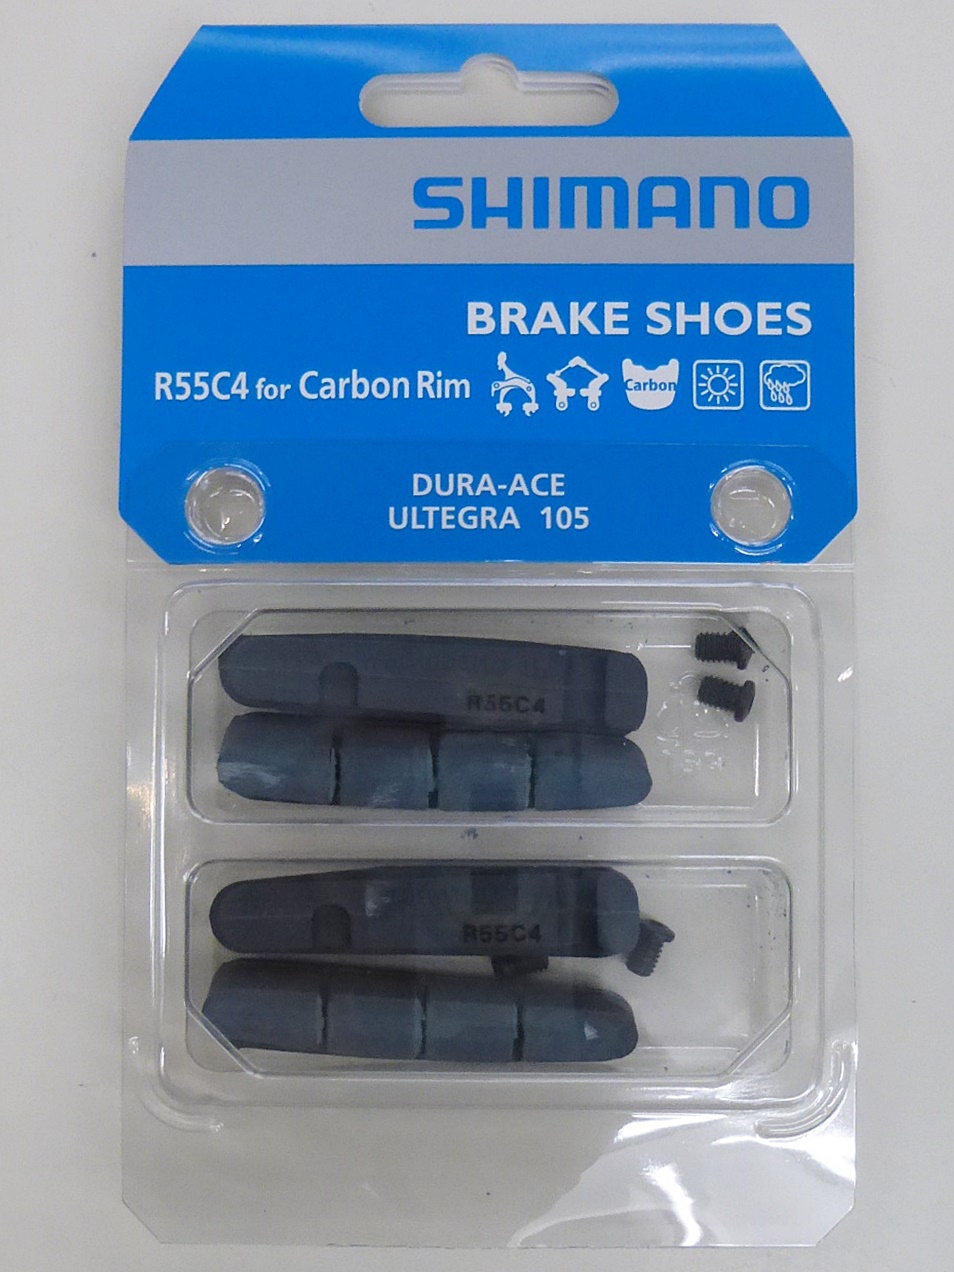 SHIMANO
BRAKE SHOES
R55C4 for Carbon Rim
Carbon
DURA-ACE
ULTEGRA 105
R55C4
R55C4